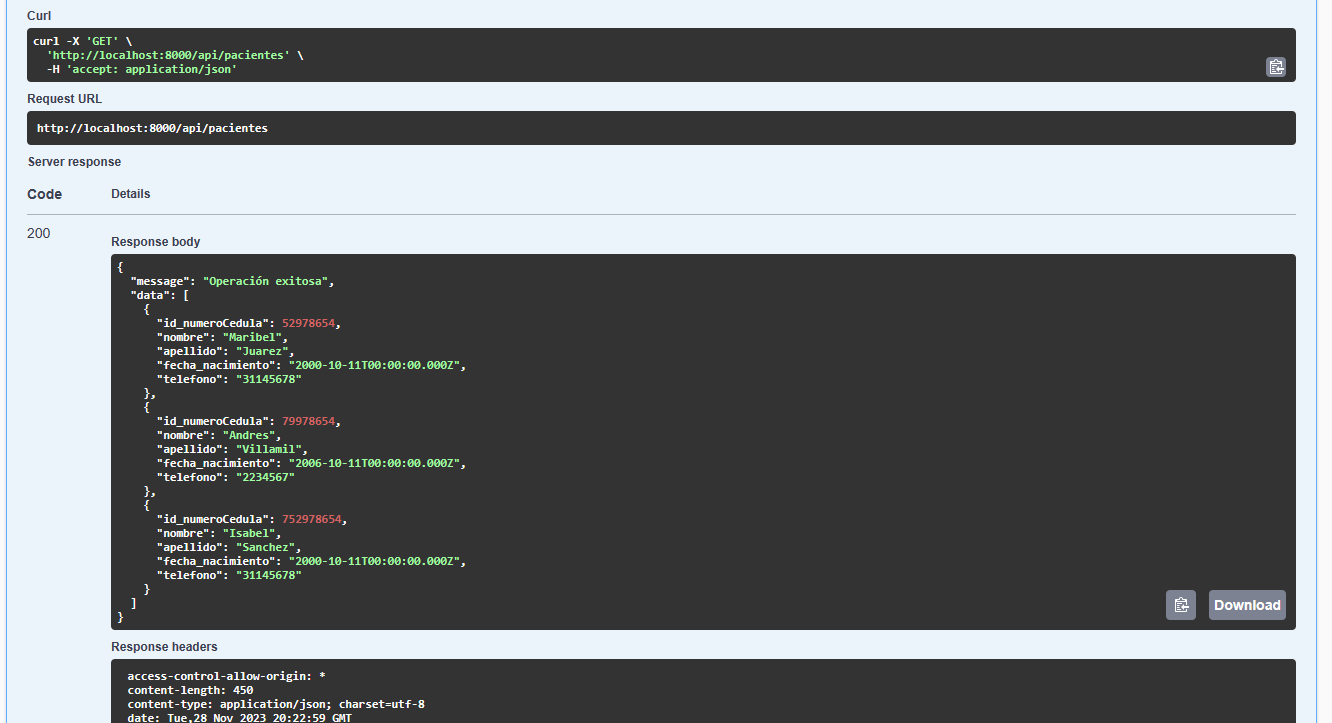 Curl
curl -X 'GET' \
  'http://localhost:8000/api/pacientes' \
  -H 'accept: application/json'
Request URL
http://localhost:8000/api/pacientes
Server response
Code Details
200
Response body
{
  "message": "Operación exitosa",
  "data": [
    {
      "id_numeroCedula": 52978654,
      "nombre": "Maribel",
      "apellido": "Juarez",
      "fecha_nacimiento": "2000-10-11T00:00:00.000Z",
      "telefono": "31145678"
    },
    {
      "id_numeroCedula": 79978654,
      "nombre": "Andres",
      "apellido": "Villamil",
      "fecha_nacimiento": "2006-10-11T00:00:00.000Z",
      "telefono": "2234567"
    },
    {
      "id_numeroCedula": 752978654,
      "nombre": "Isabel",
      "apellido": "Sanchez",
      "fecha_nacimiento": "2000-10-11T00:00:00.000Z",
      "telefono": "31145678"
    }
  ]
}
Download
Response headers
access-control-allow-origin: *
content-length: 450
content-type: application/json; charset=utf-8
date: Tue,28 Nov 2023 20:22:59 GMT